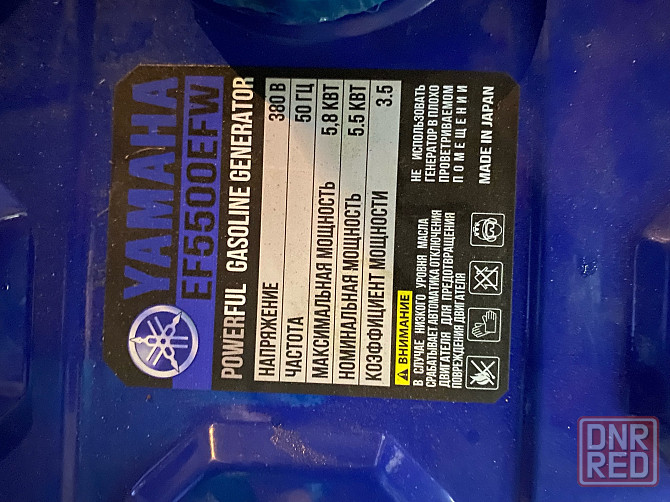 YAMAHA
EF5500EFW
POWERFUL GASOLINE GENERATOR
НАПРЯЖЕНИЕ 380 В
ЧАСТОТА 50 ГЦ
МАКСИМАЛЬНАЯ МОЩНОСТЬ 5,8 КВТ
НОМИНАЛЬНАЯ МОЩНОСТЬ 5,5 КВТ
КОЭФФИЦИЕНТ МОЩНОСТИ 3.5
ВНИМАНИЕ
В СЛУЧАЕ НИЗКОГО УРОВНЯ МАСЛА
СРАБАТЫВАЕТ АВТОМАТИКА ОТКЛЮЧЕНИЯ
ДВИГАТЕЛЯ ДЛЯ ПРЕДОТВРАЩЕНИЯ
ПОВРЕЖДЕНИЯ ДВИГАТЕЛЯ
НЕ ИСПОЛЬЗОВАТЬ
ГЕНЕРАТОР В ПЛОХО
ПРОВЕТРИВАЕМОМ
ПОМЕЩЕНИИ
MADE IN JAPAN
DNR
RED